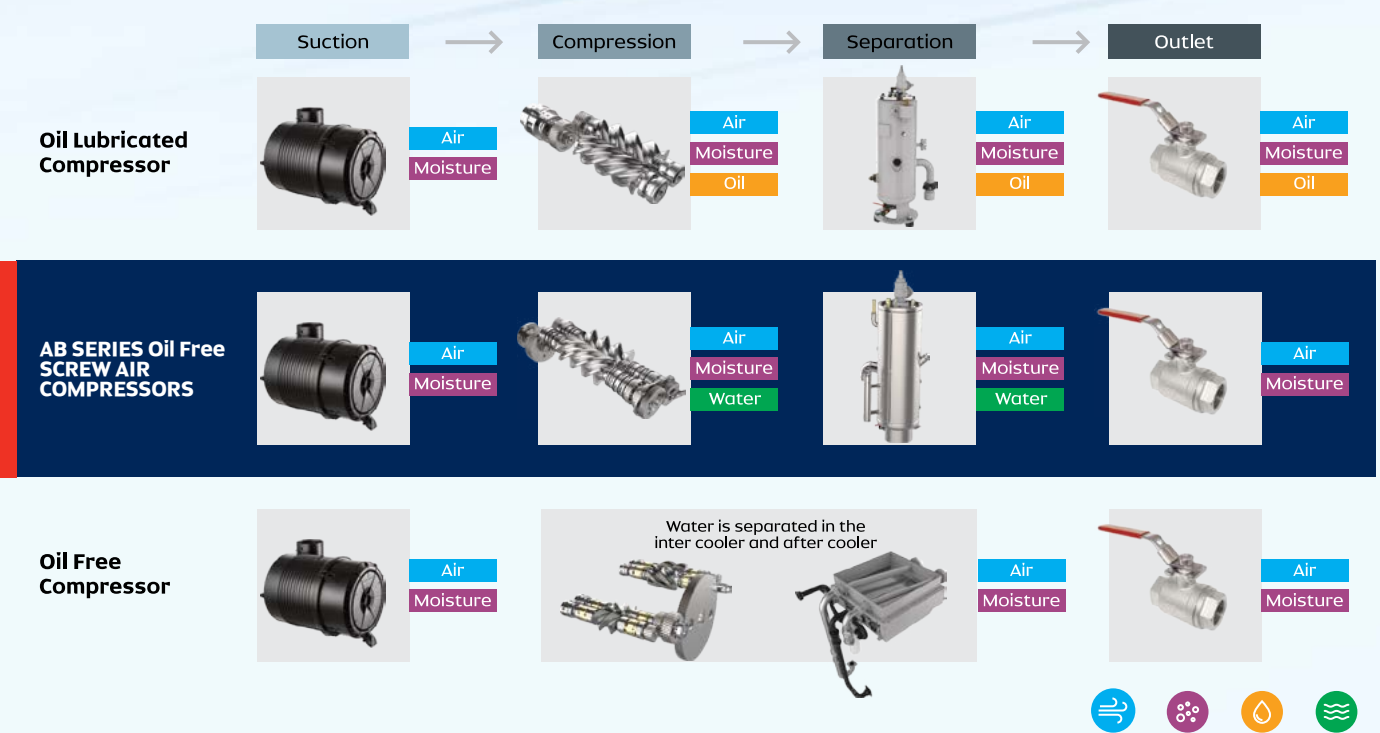 Suction
Compression
Separation
Outlet
Oil Lubricated
Compressor
Air
Moisture
Air
Moisture
Oil
Air
Moisture
Oil
Air
Moisture
Oil
AB SERIES Oil Free
SCREW AIR
COMPRESSORS
Air
Moisture
Air
Moisture
Water
Air
Moisture
Water
Air
Moisture
Oil Free
Compressor
Air
Moisture
Water is separated in the
inter cooler and after cooler
Air
Moisture
Air
Moisture